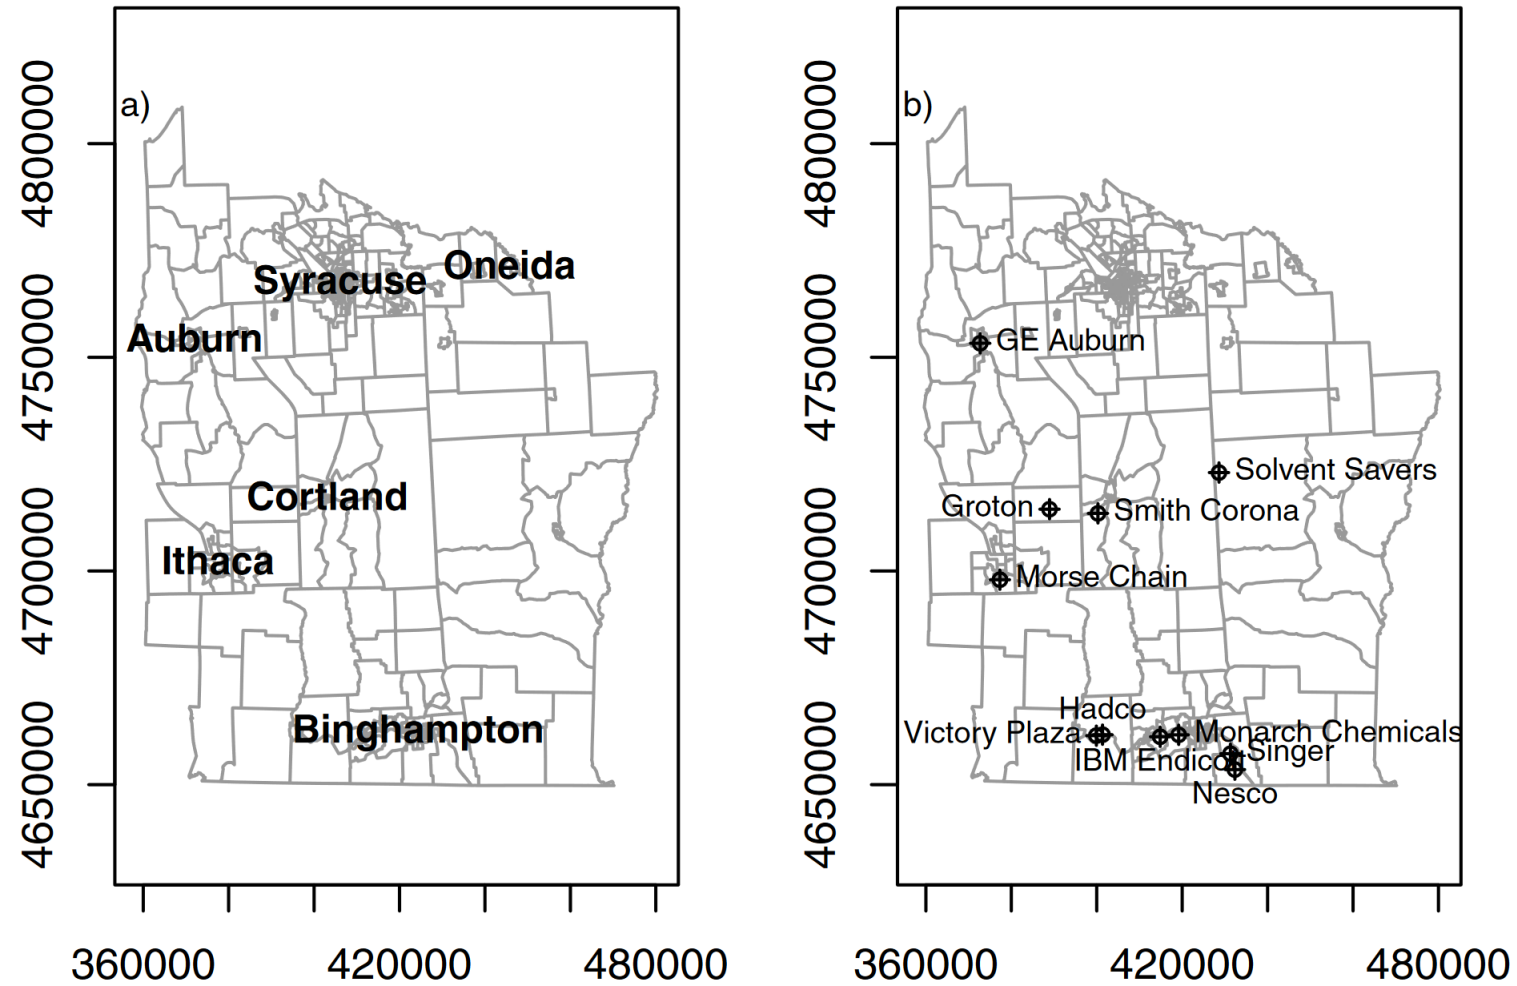 a)
4800000
4750000
4700000
4650000
Oneida
Syracuse
Auburn
Cortland
Ithaca
Binghampton
360000
420000
480000
b)
4800000
4750000
4700000
4650000
GE Auburn
Solvent Savers
Groton
Smith Corona
Morse Chain
Hadco
Victory Plaza
Monarch Chemicals
Singer
IBM Endicott
Nesco
360000
420000
480000